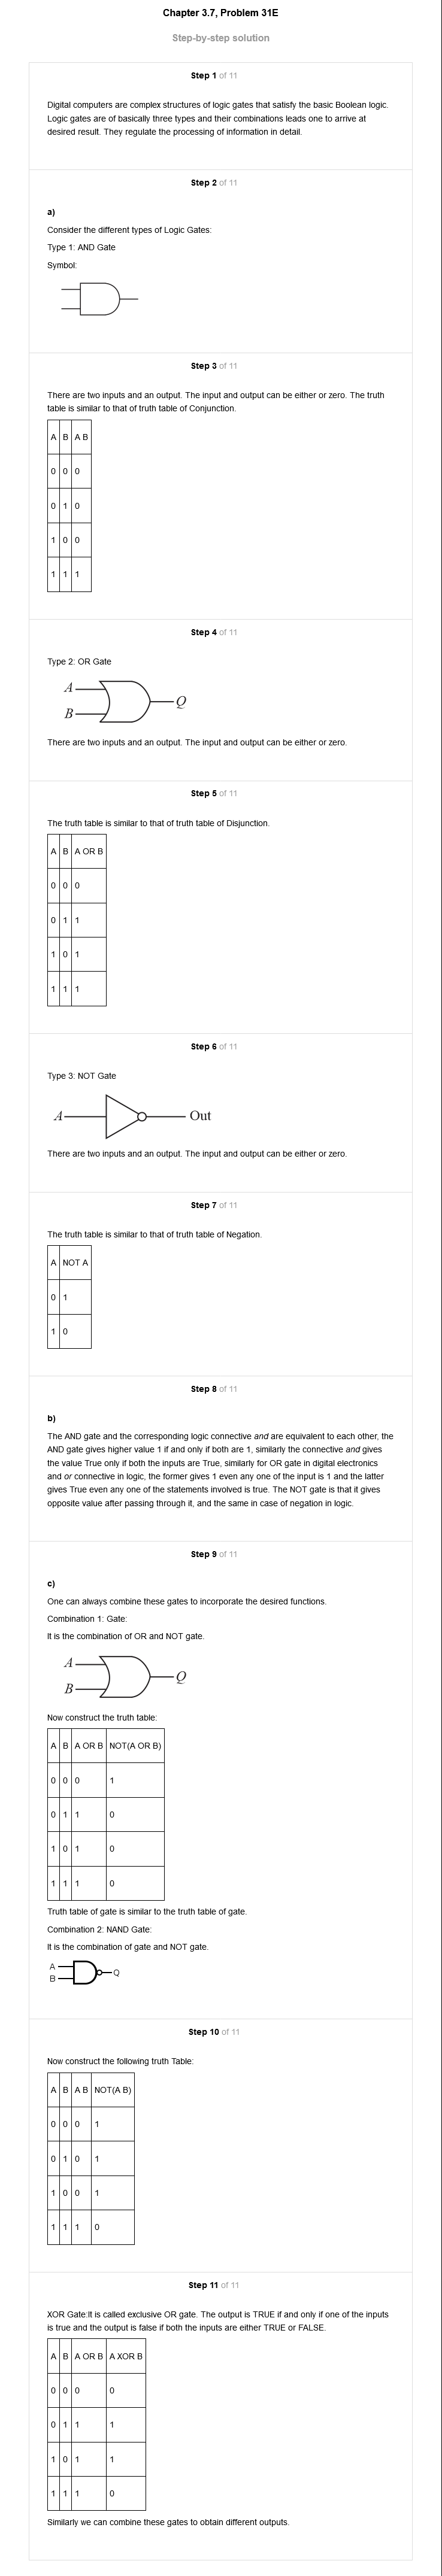 Chapter 3.7, Problem 31E
Step-by-step solution
Step 1 of 11
Digital computers are complex structures of logic gates that satisfy the basic Boolean logic.
Logic gates are of basically three types and their combinations leads one to arrive at
desired result. They regulate the processing of information in detail.
Step 2 of 11
a)
Consider the different types of Logic Gates:
Type 1: AND Gate
Symbol:
Step 3 of 11
There are two inputs and an output. The input and output can be either or zero. The truth
table is similar to that of truth table of Conjunction.
A B A B
0 0 0
0 1 0
1 0 0
1 1 1
Step 4 of 11
Type 2: OR Gate
A
Q
B
There are two inputs and an output. The input and output can be either or zero.
Step 5 of 11
The truth table is similar to that of truth table of Disjunction.
A B A OR B
0 0 0
0 1 1
1 0 1
1 1 1
Step 6 of 11
Type 3: NOT Gate
A Out
There are two inputs and an output. The input and output can be either or zero.
Step 7 of 11
The truth table is similar to that of truth table of Negation.
A NOT A
0 1
1 0
Step 8 of 11
b)
The AND gate and the corresponding logic connective and are equivalent to each other, the
AND gate gives higher value 1 if and only if both are 1, similarly the connective and gives
the value True only if both the inputs are True, similarly for OR gate in digital electronics
and or connective in logic, the former gives 1 even any one of the input is 1 and the latter
gives True even any one of the statements involved is true. The NOT gate is that it gives
opposite value after passing through it, and the same in case of negation in logic.
Step 9 of 11
c)
One can always combine these gates to incorporate the desired functions.
Combination 1: Gate:
It is the combination of OR and NOT gate.
A
Q
B
Now construct the truth table:
A B A OR B NOT(A OR B)
0 0 0 1
0 1 1 0
1 0 1 0
1 1 1 0
Truth table of gate is similar to the truth table of gate.
Combination 2: NAND Gate:
It is the combination of gate and NOT gate.
A
Q
B
Step 10 of 11
Now construct the following truth Table:
A B A B NOT(A B)
0 0 0 1
0 1 0 1
1 0 0 1
1 1 1 0
Step 11 of 11
XOR Gate:It is called exclusive OR gate. The output is TRUE if and only if one of the inputs
is true and the output is false if both the inputs are either TRUE or FALSE.
A B A OR B A XOR B
0 0 0 0
0 1 1 1
1 0 1 1
1 1 1 0
Similarly we can combine these gates to obtain different outputs.